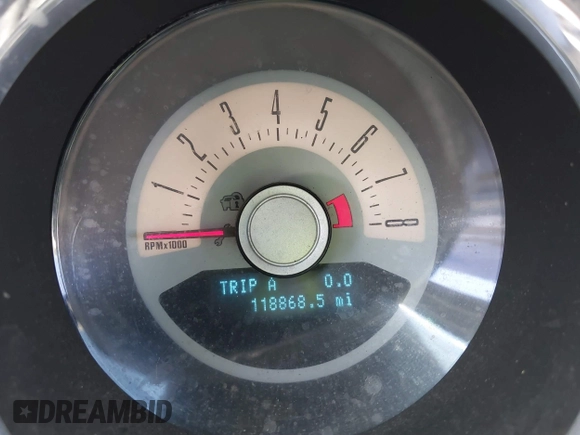 1 2 3 4 5 6 7 8
RPMx1000
TRIP A 0.0
118868.5 mi
DREAMBID